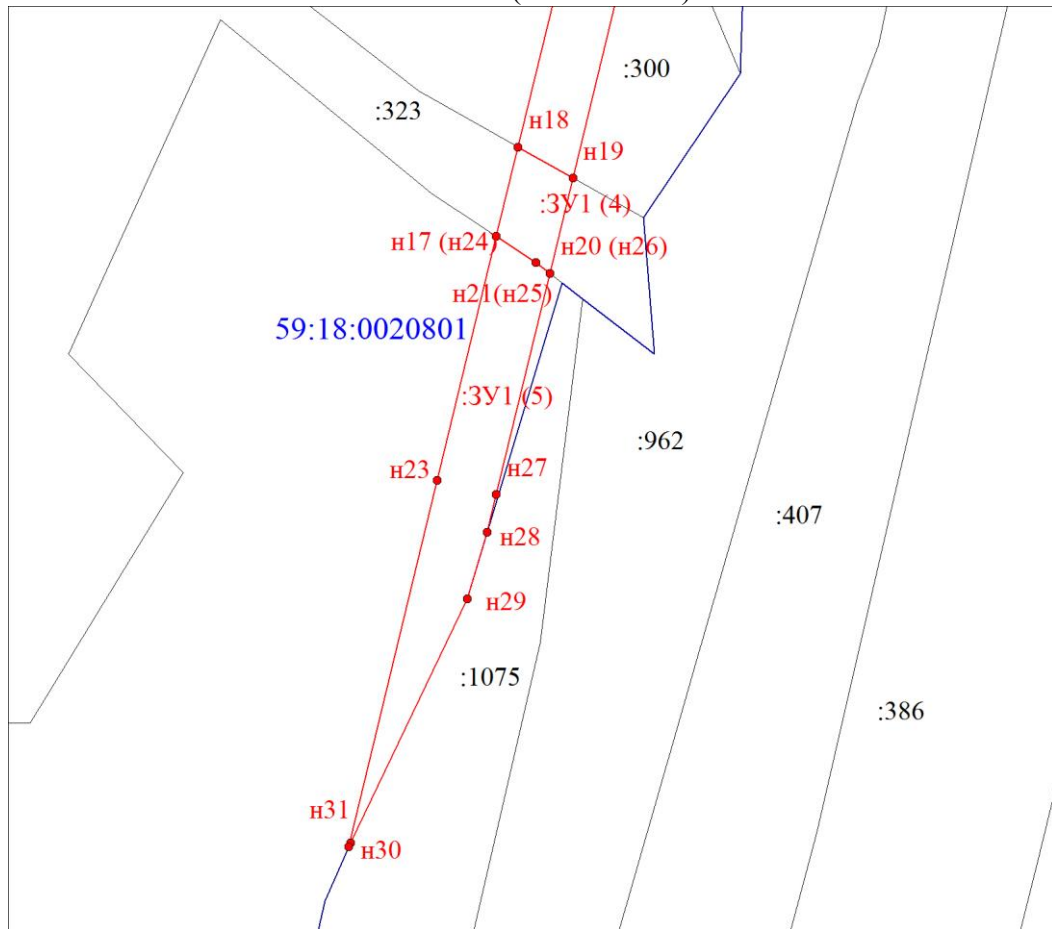 :300
:323
н18
н19
:ЗУ1 (4)
н17 (н24)
н20 (н26)
н21(н25)
59:18:0020801
:ЗУ1 (5)
:962
н23
н27
:407
н28
н29
:1075
:386
н31
н30